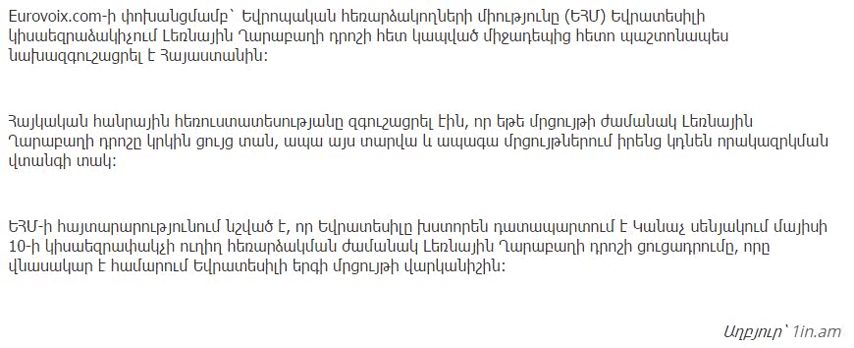 Eurovoix.com-ի փոխանցմամբ` Եվրոպական հեռարձակողների միությունը (ԵՀՄ) Եվրատեսիլի
կիսաեզրաձակիչում Լեռնային Ղարաբաղի դրոշի հետ կապված միջադեպից հետո պաշտոնապես
նախազգուշացրել է Հայաստանին:
Հայկական հանրային հեռուստատեսությանը զգուշացրել էին, որ եթե մրցույթի ժամանակ Լեռնային
Ղարաբաղի դրոշը կրկին ցույց տան, ապա այս տարվա և ապագա մրցույթներում իրենց կդնեն որակազրկման
վտանգի տակ:
ԵՀՄ-ի հայտարարությունում նշված է, որ Եվրատեսիլը խստորեն դատապարտում է Կանաչ սենյակում մայիսի
10-ի կիսաեզրափակչի ուղիղ հեռարձակման ժամանակ Լեռնային Ղարաբաղի դրոշի ցուցադրումը, որը
վնասակար է համարում Եվրատեսիլի երգի մրցույթի վարկանիշին:
Աղբյուր՝ 1in.am